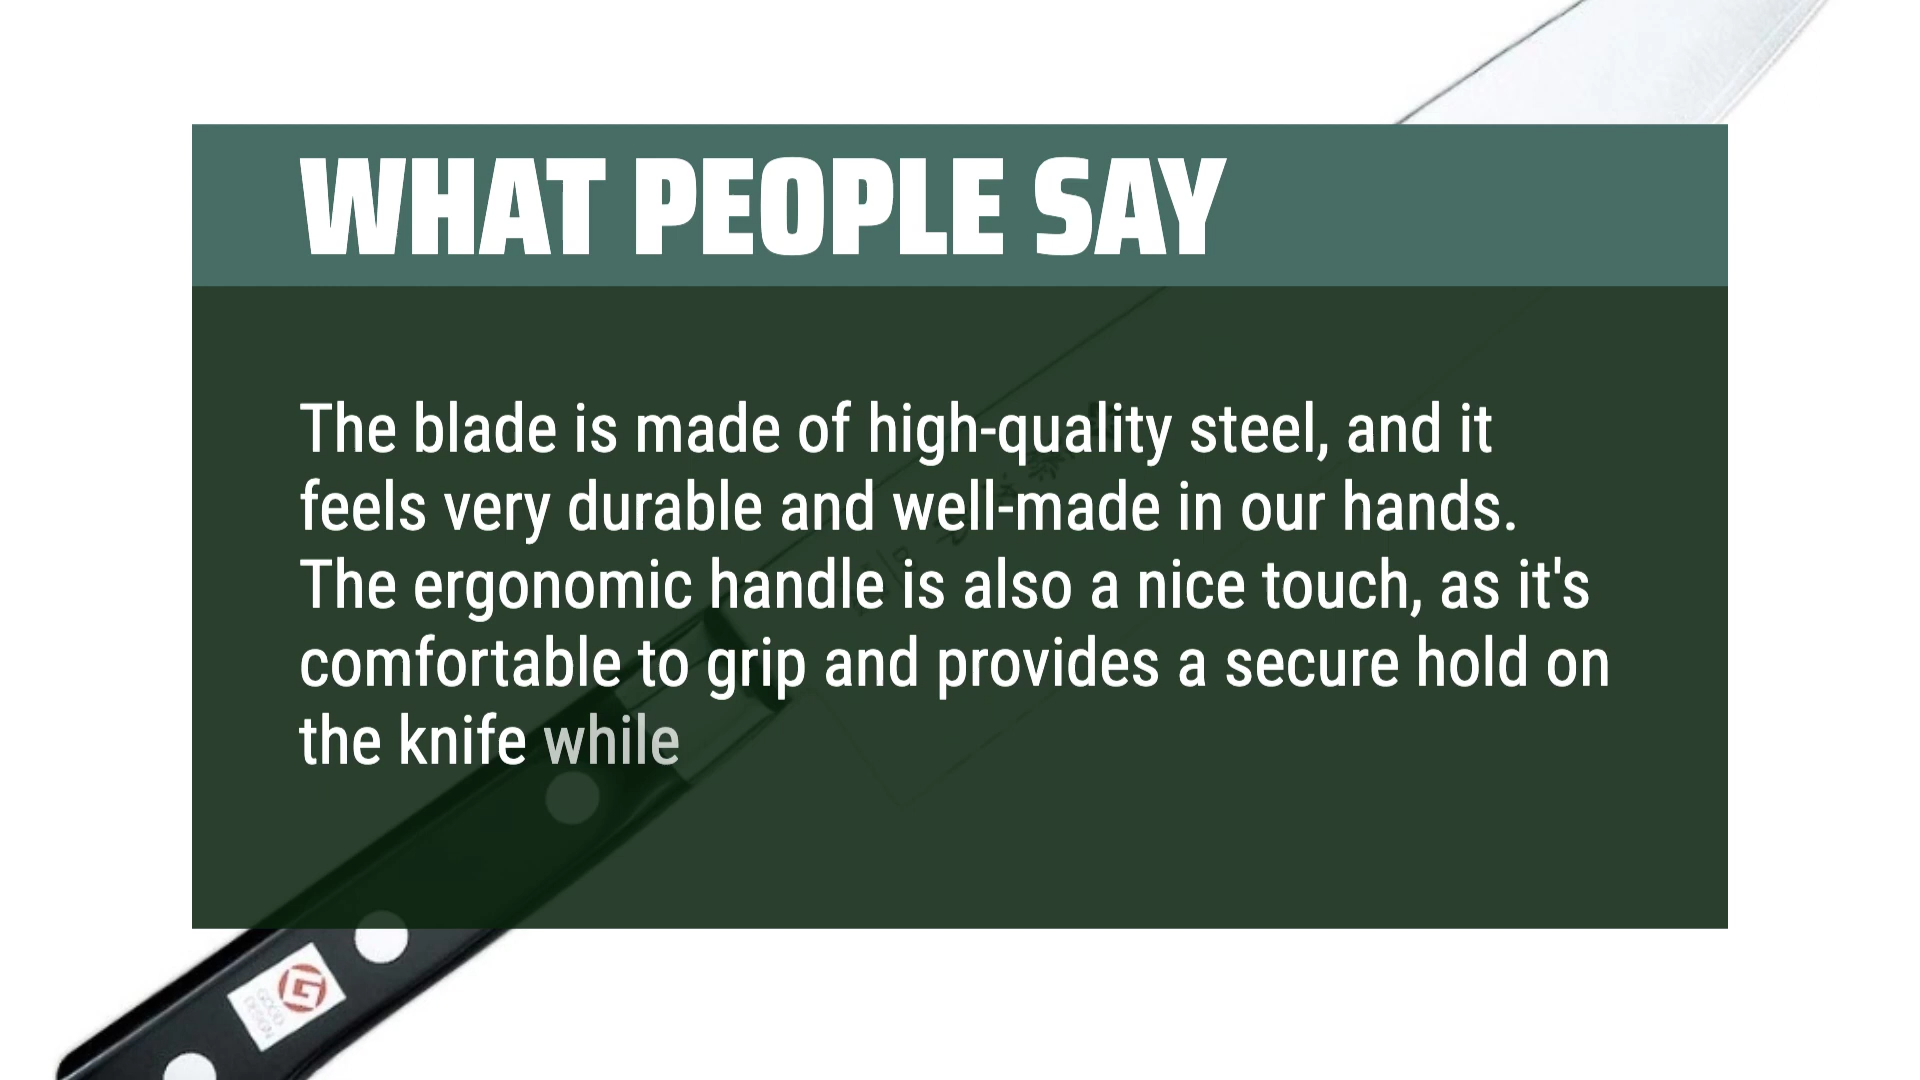 WHAT PEOPLE SAY
The blade is made of high-quality steel, and it
feels very durable and well-made in our hands.
The ergonomic handle is also a nice touch, as it's
comfortable to grip and provides a secure hold on
the knife while
GOOD
DESIGN